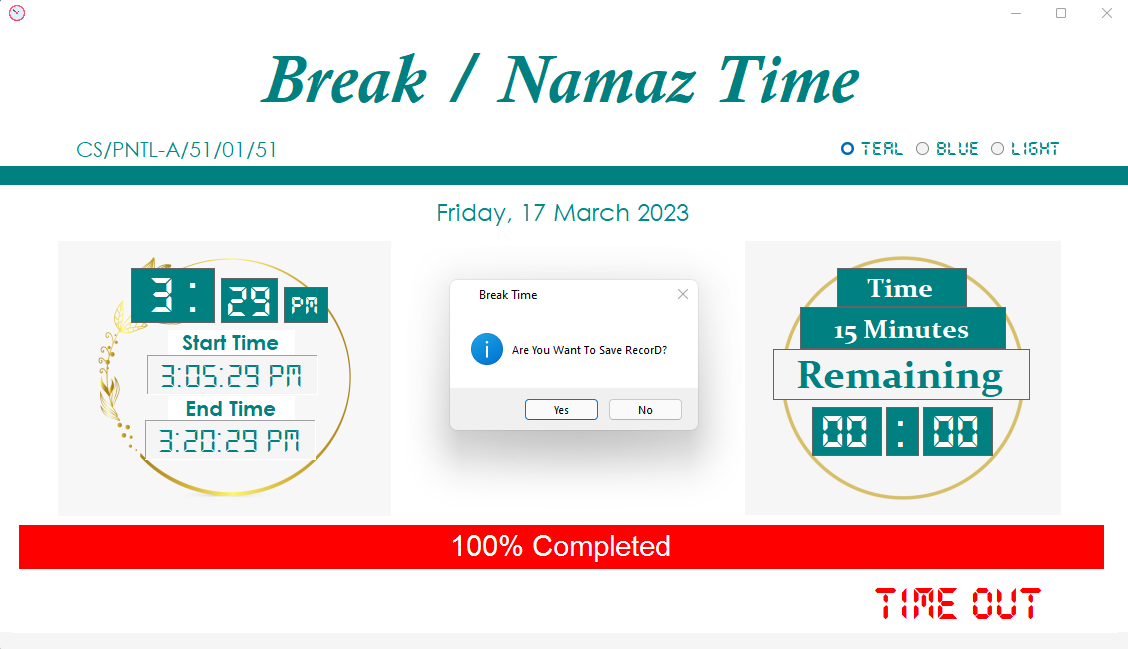 Break / Namaz Time
CS/PNTL-A/51/01/51
TEAL BLUE LIGHT
Friday, 17 March 2023
3: 29 PM
Start Time
3:05:29 PM
End Time
3:20:29 PM
Break Time
Are You Want To Save RecorD?
Yes No
Time
15 Minutes
Remaining
00 : 00
100% Completed
TIME OUT